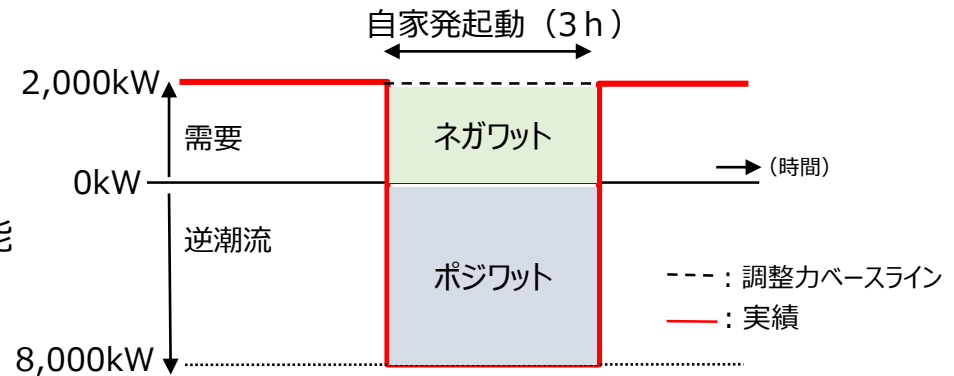 自家発起動（3ｈ）
2,000kW
需要
ネガワット
0kW
（時間）
能
逆潮流
ポジワット
：調整力ベースライン
：実績
8,000kW